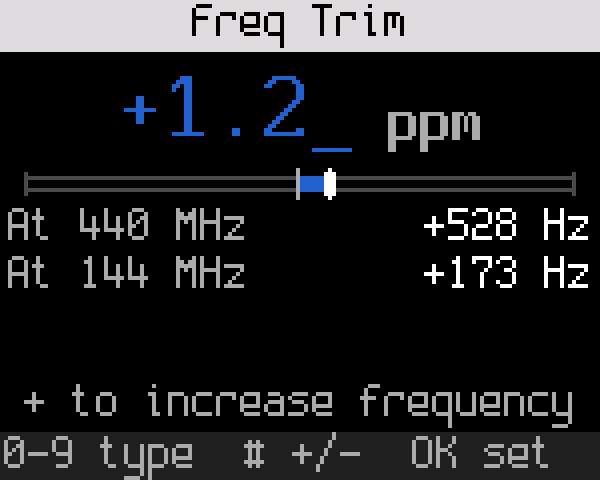 Freq Trim
+1.2_ ppm
At 440 MHz +528 Hz
At 144 MHz +173 Hz
+ to increase frequency
0-9 type # +/- OK set